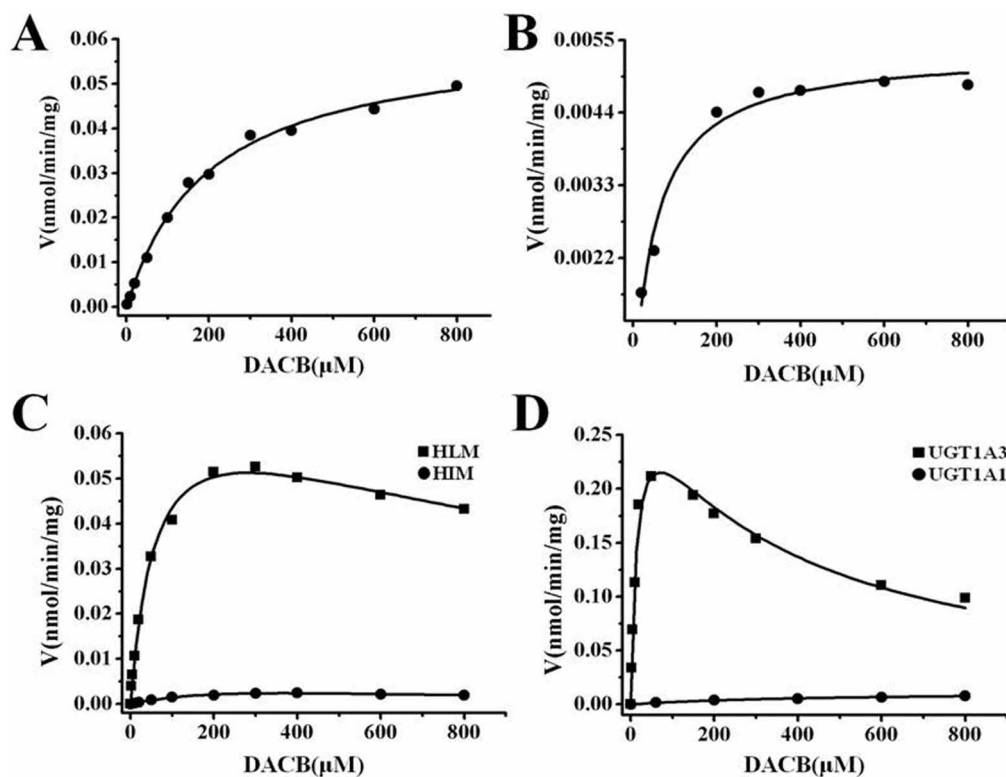 A
V(nmol/min/mg)
0.06
0.05
0.04
0.03
0.02
0.01
0.00
0 200 400 600 800
DACB(μM)
B
V(nmol/min/mg)
0.0055
0.0044
0.0033
0.0022
0 200 400 600 800
DACB(μM)
C
V(nmol/min/mg)
0.06
0.05
0.04
0.03
0.02
0.01
0.00
HLM
HIM
0 200 400 600 800
DACB(μM)
D
V(nmol/min/mg)
0.25
0.20
0.15
0.10
0.05
0.00
UGT1A3
UGT1A1
0 200 400 600 800
DACB(μM)